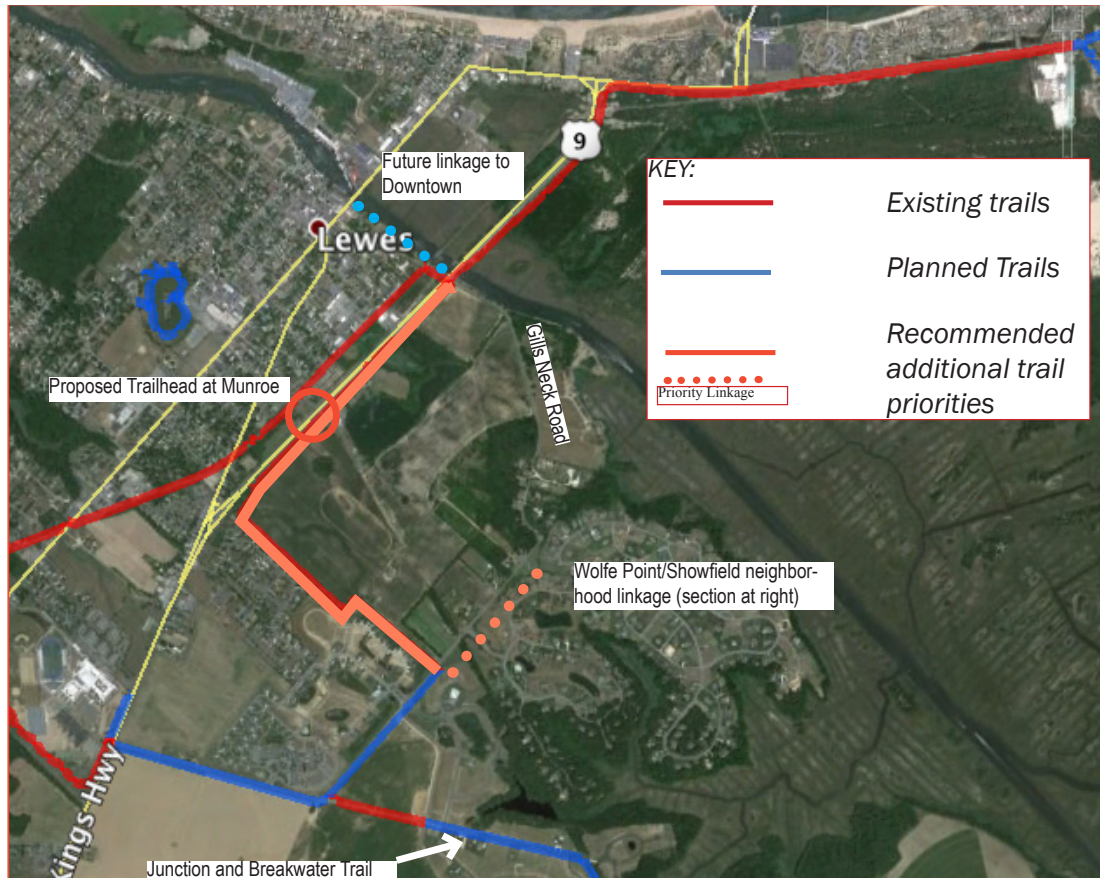 9
Future linkage to
Downtown
KEY:
Existing trails
Planned Trails
Recommended
additional trail
priorities
Priority Linkage
Lewes
Gills Neck Road
Proposed Trailhead at Munroe
Wolfe Point/Showfield neighbor-
hood linkage (section at right)
Kings Hwy
Junction and Breakwater Trail